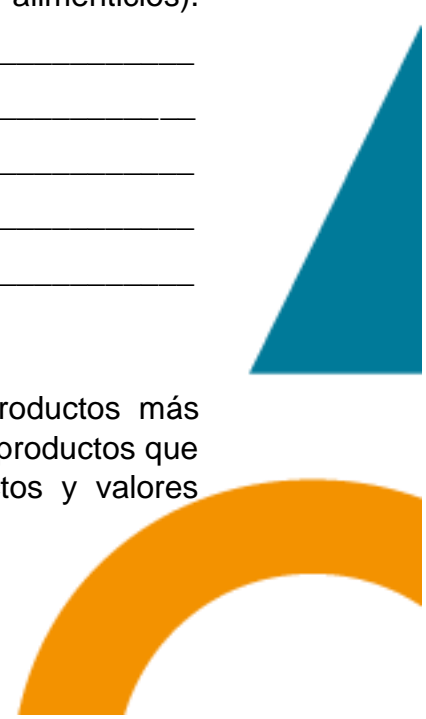 alimenticios).
roductos más
productos que
tos y valores